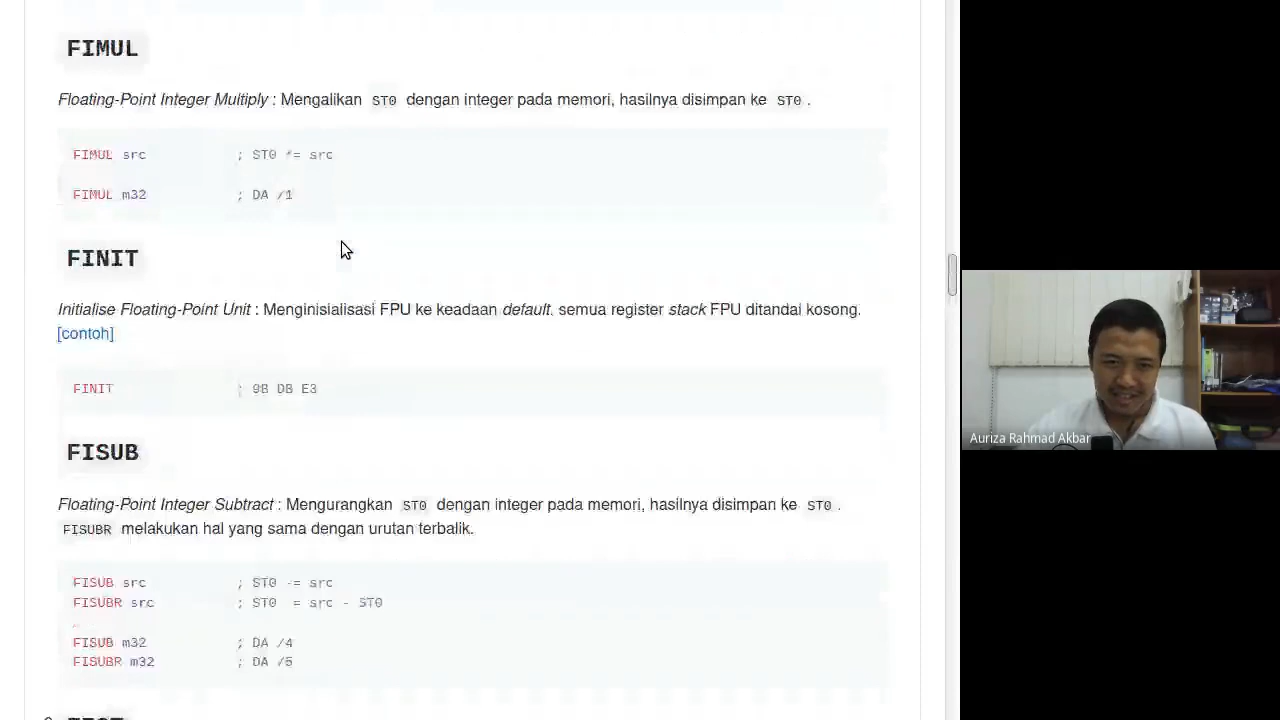 FIMUL
Floating-Point Integer Multiply : Mengalikan ST0 dengan integer pada memori, hasilnya disimpan ke ST0 .
FIMUL src ; ST0 *= src
FIMUL m32 ; DA /1
FINIT
Initialise Floating-Point Unit : Menginisialisasi FPU ke keadaan default, semua register stack FPU ditandai kosong.
[contoh]
FINIT ; 9B DB E3
FISUB
Floating-Point Integer Subtract : Mengurangkan ST0 dengan integer pada memori, hasilnya disimpan ke ST0 .
FISUBR melakukan hal yang sama dengan urutan terbalik.
FISUB src ; ST0 -= src
FISUBR src ; ST0 = src - ST0
FISUB m32 ; DA /4
FISUBR m32 ; DA /5
Auriza Rahmad Akbar